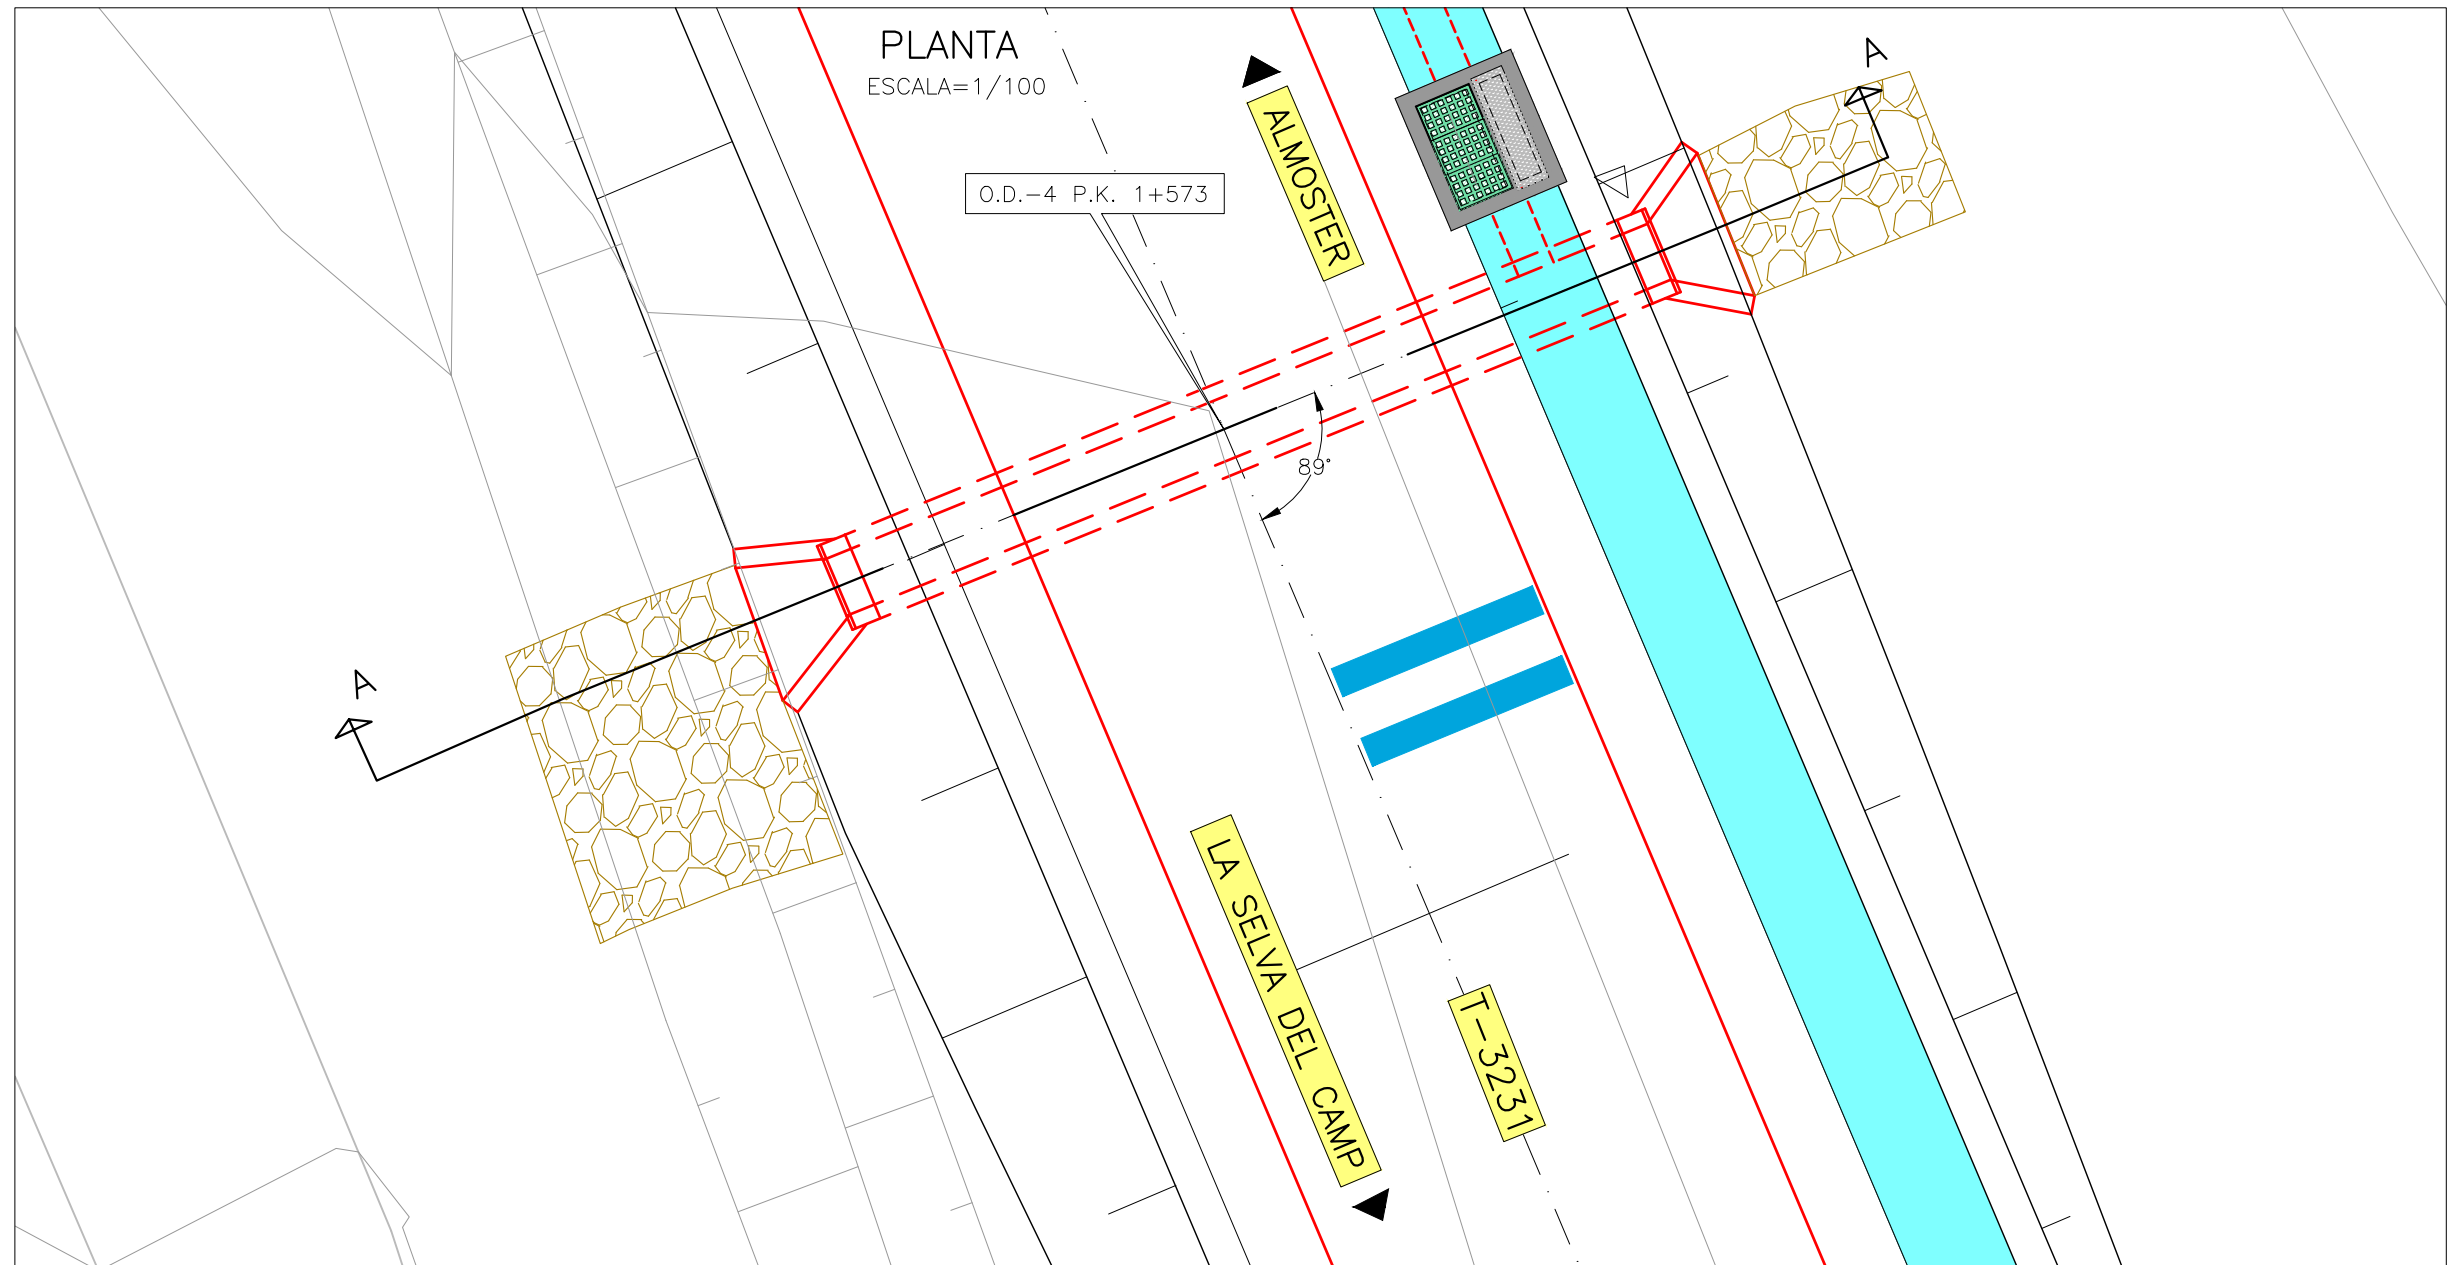 PLANTA
ESCALA=1/100
A
ALMOSTER
O.D.-4 P.K. 1+573
89°
A
LA SELVA DEL CAMP
T-3231